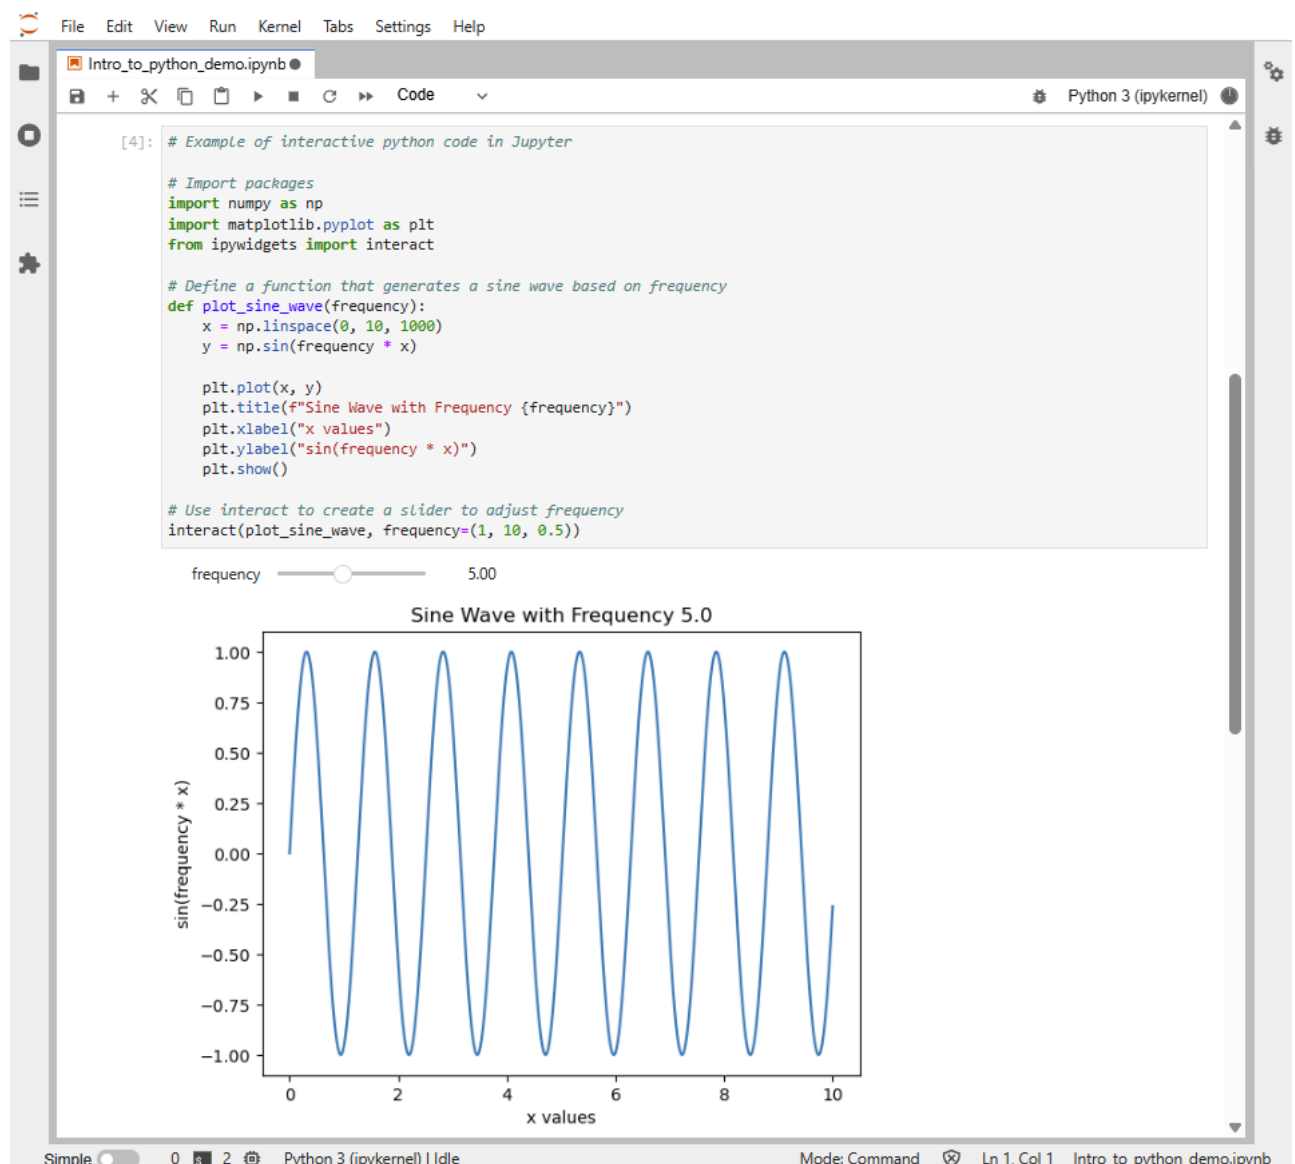 File Edit View Run Kernel Tabs Settings Help
Intro_to_python_demo.ipynb
Code
Python 3 (ipykernel)
[4]: # Example of interactive python code in Jupyter
# Import packages
import numpy as np
import matplotlib.pyplot as plt
from ipywidgets import interact
# Define a function that generates a sine wave based on frequency
def plot_sine_wave(frequency):
    x = np.linspace(0, 10, 1000)
    y = np.sin(frequency * x)
    plt.plot(x, y)
    plt.title(f"Sine Wave with Frequency {frequency}")
    plt.xlabel("x values")
    plt.ylabel("sin(frequency * x)")
    plt.show()
# Use interact to create a slider to adjust frequency
interact(plot_sine_wave, frequency=(1, 10, 0.5))
frequency 5.00
Sine Wave with Frequency 5.0
1.00
0.75
0.50
0.25
0.00
−0.25
−0.50
−0.75
−1.00
sin(frequency * x)
0 2 4 6 8 10
x values
Simple 0 2 Python 3 (ipykernel) | Idle Mode: Command Ln 1, Col 1 Intro_to_python_demo.ipynb